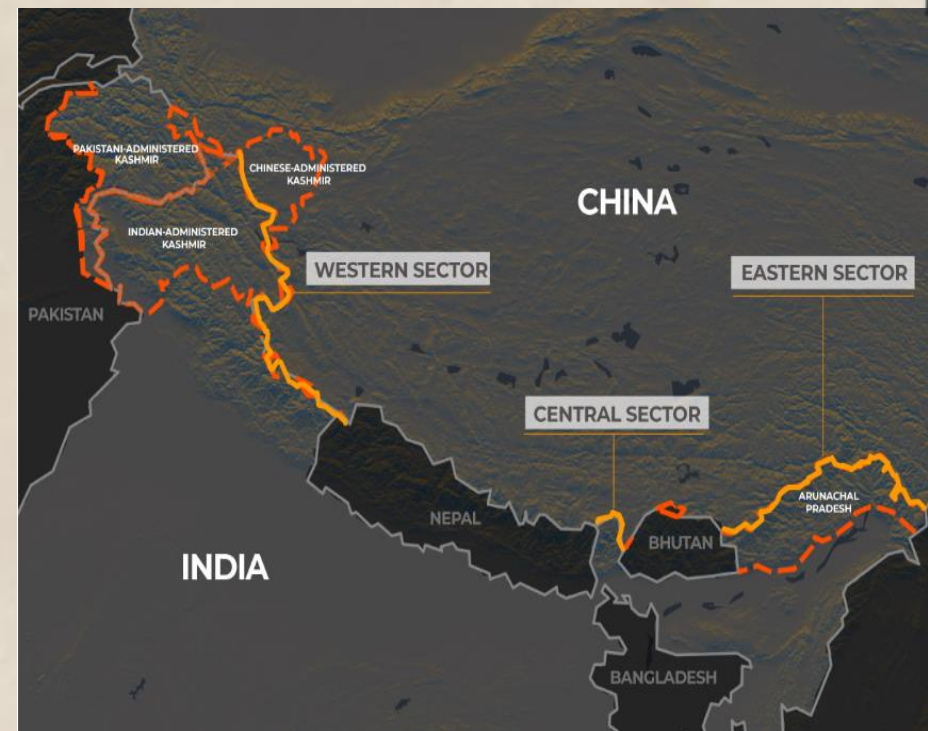 PAKISTANI-ADMINISTERED
KASHMIR
CHINESE-ADMINISTERED
KASHMIR
CHINA
INDIAN-ADMINISTERED
KASHMIR
WESTERN SECTOR
EASTERN SECTOR
PAKISTAN
CENTRAL SECTOR
ARUNACHAL
PRADESH
NEPAL
BHUTAN
INDIA
BANGLADESH